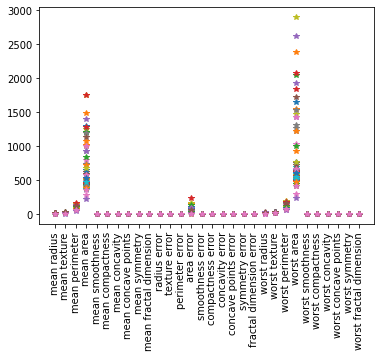 3000
2500
2000
1500
1000
500
0
mean radius
mean texture
mean perimeter
mean area
mean smoothness
mean compactness
mean concavity
mean concave points
mean symmetry
mean fractal dimension
radius error
texture error
perimeter error
area error
smoothness error
compactness error
concavity error
concave points error
symmetry error
fractal dimension error
worst radius
worst texture
worst perimeter
worst area
worst smoothness
worst compactness
worst concavity
worst concave points
worst symmetry
worst fractal dimension